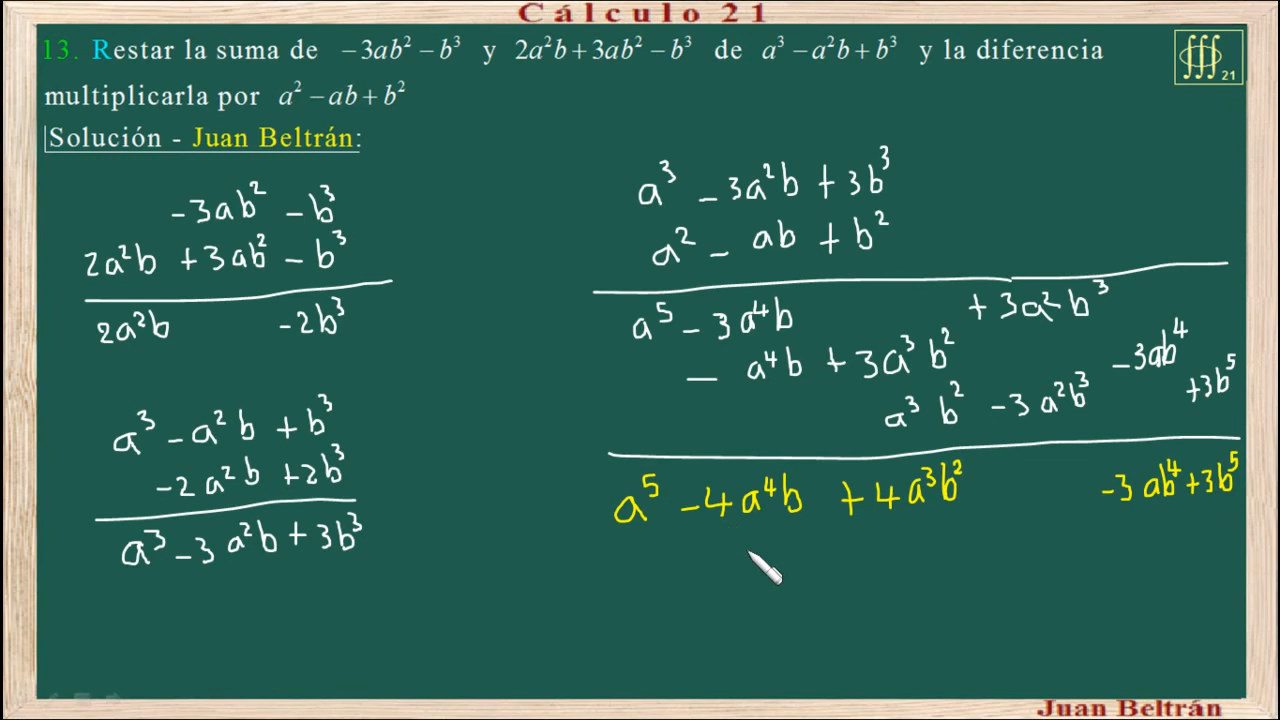 Cálculo 21
13. Restar la suma de −3ab² − b³ y 2a²b + 3ab² − b³ de a³ − a²b + b³ y la diferencia
multiplicarla por a² − ab + b²
∫∫∫ 21
Solución - Juan Beltrán:
-3ab² - b³
2a²b + 3ab² - b³
2a²b - 2b³
a³ - a²b + b³
-2a²b + 2b³
a³ - 3a²b + 3b³
a³ - 3a²b + 3b³
a² - ab + b²
a⁵ - 3a⁴b + 3a²b³
- a⁴b + 3a³b² - 3ab⁴
a³b² - 3a²b³ + 3b⁵
a⁵ - 4a⁴b + 4a³b² - 3ab⁴ + 3b⁵
Juan Beltrán